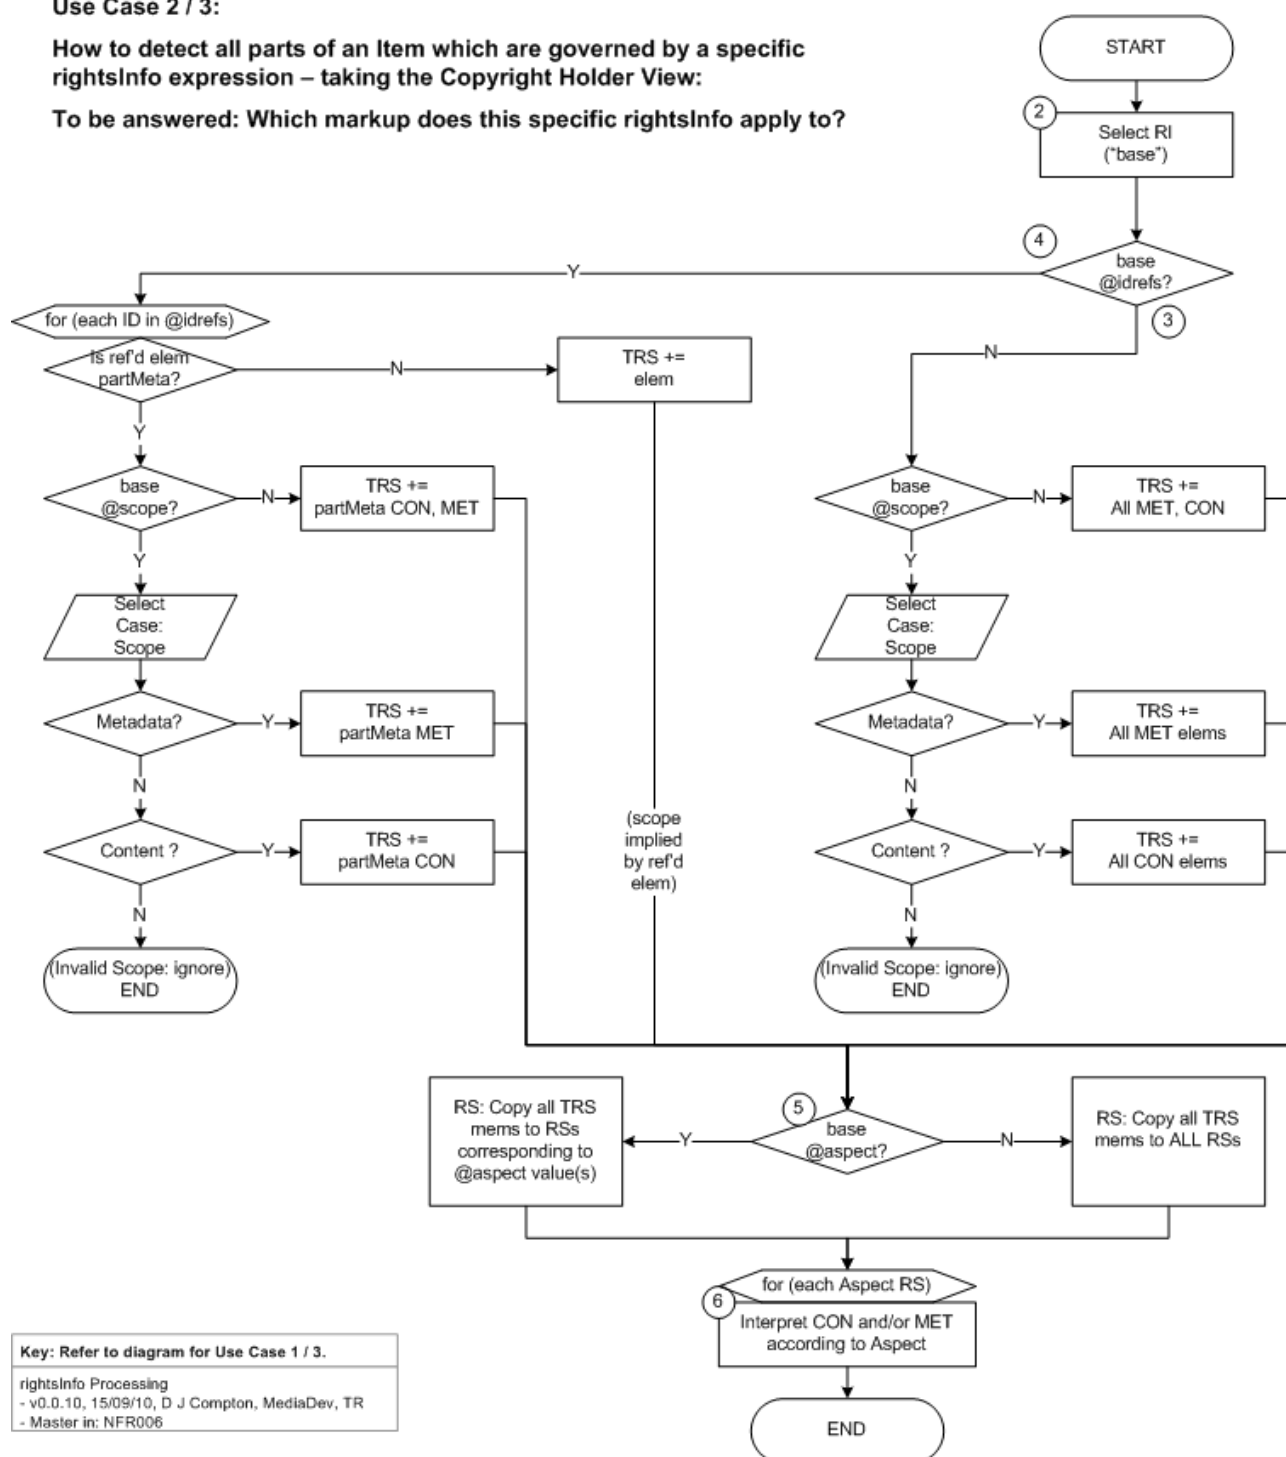 Use Case 2 / 3:
How to detect all parts of an Item which are governed by a specific
rightsInfo expression – taking the Copyright Holder View:
To be answered: Which markup does this specific rightsInfo apply to?
START
2
Select RI
("base")
4
base
@idrefs?
3
Y
N
for (each ID in @idrefs)
is ref'd elem
partMeta?
N
TRS +=
elem
Y
base
@scope?
N
TRS +=
partMeta CON, MET
Y
Select
Case:
Scope
Metadata?
Y
TRS +=
partMeta MET
N
Content ?
Y
TRS +=
partMeta CON
N
(Invalid Scope: ignore)
END
(scope
implied
by ref'd
elem)
base
@scope?
N
TRS +=
All MET, CON
Y
Select
Case:
Scope
Metadata?
Y
TRS +=
All MET elems
N
Content ?
Y
TRS +=
All CON elems
N
(Invalid Scope: ignore)
END
5
base
@aspect?
Y
RS: Copy all TRS
mems to RSs
corresponding to
@aspect value(s)
N
RS: Copy all TRS
mems to ALL RSs
for (each Aspect RS)
6
Interpret CON and/or MET
according to Aspect
END
Key: Refer to diagram for Use Case 1 / 3.
rightsInfo Processing
- v0.0.10, 15/09/10, D J Compton, MediaDev, TR
- Master in: NFR006